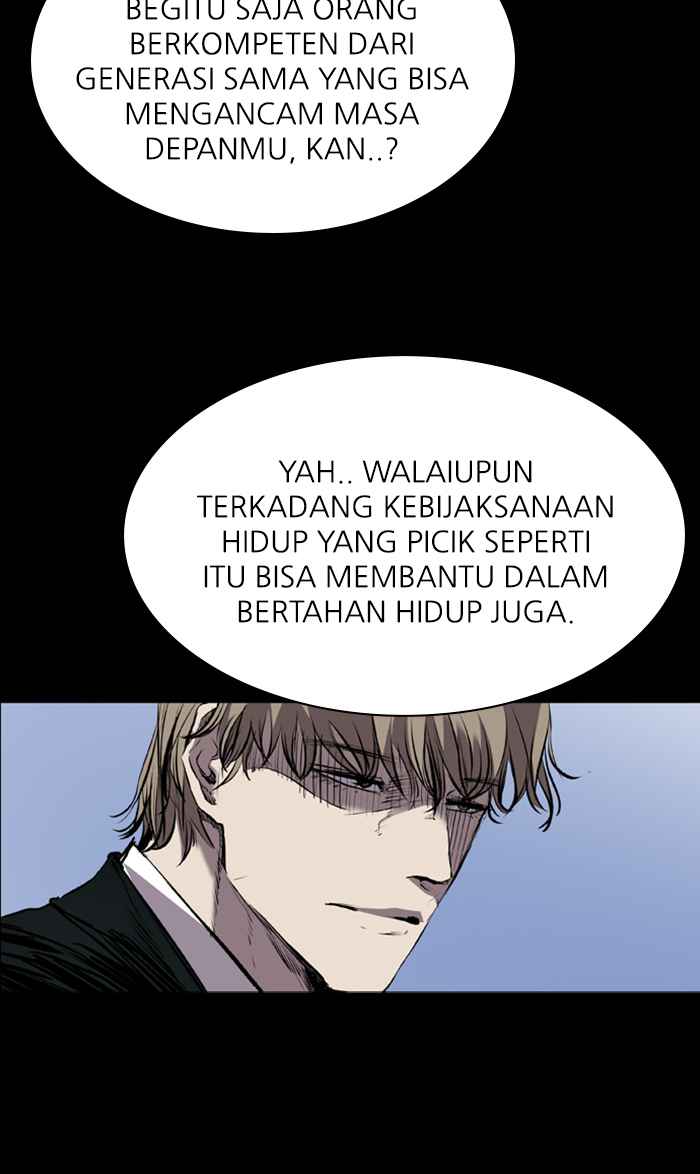 BEGITU SAJA ORANG
BERKOMPETEN DARI
GENERASI SAMA YANG BISA
MENGANCAM MASA
DEPANMU, KAN..?
YAH.. WALAIUPUN
TERKADANG KEBIJAKSANAAN
HIDUP YANG PICIK SEPERTI
ITU BISA MEMBANTU DALAM
BERTAHAN HIDUP JUGA.